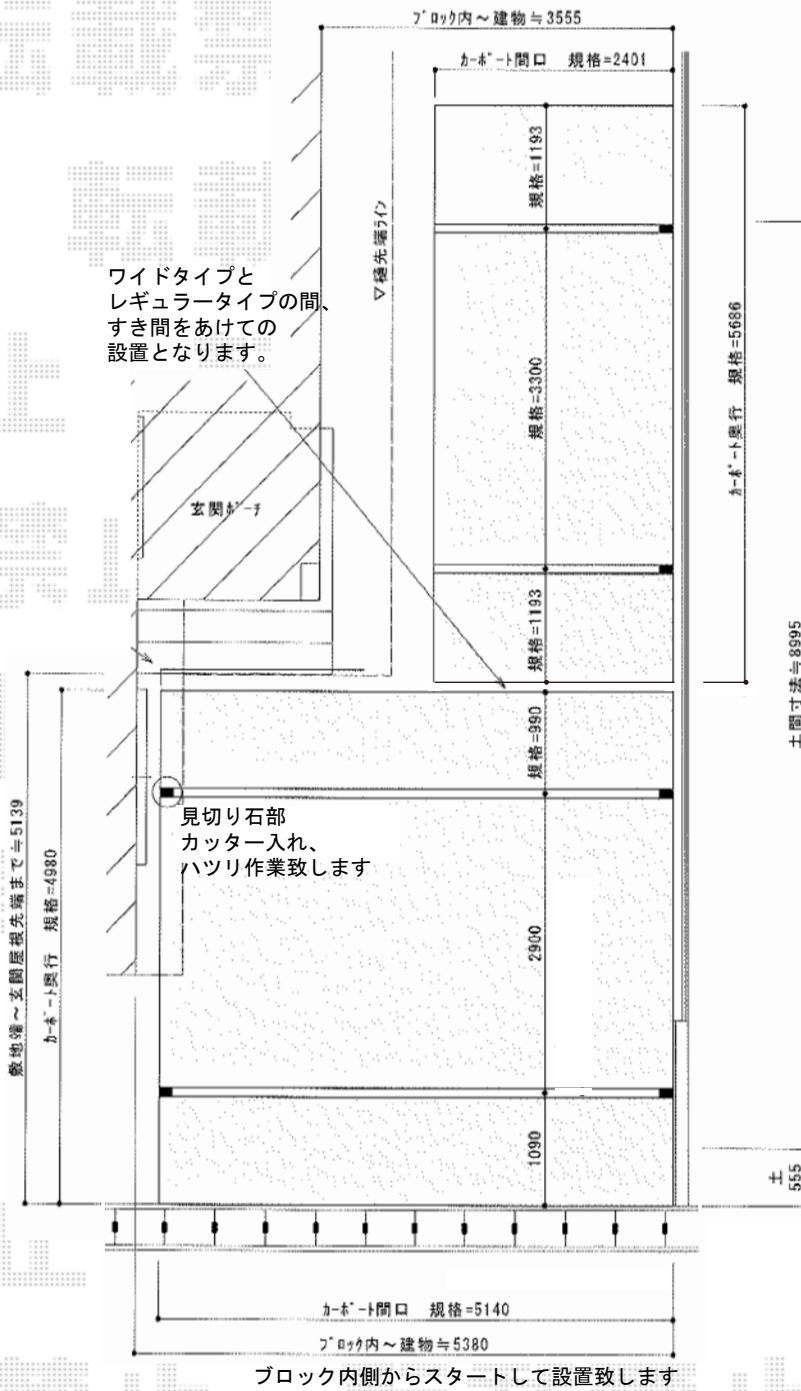 ブロック内～建物≒3555
カーポート間口　規格=2401
規格=1193
▽樋先端ライン
ワイドタイプと
レギュラータイプの間、
すき間をあけての
設置となります。
規格=3300
カーポート奥行　規格=5686
玄関ポーチ
規格=1193
土間寸法≒8995
規格=990
敷地端～玄関屋根先端まで≒5139
カーポート奥行　規格=4980
見切り石部
カッター入れ、
ハツリ作業致します
2900
1090
土
555
カーポート間口　規格=5140
ブロック内～建物≒5380
ブロック内側からスタートして設置致します